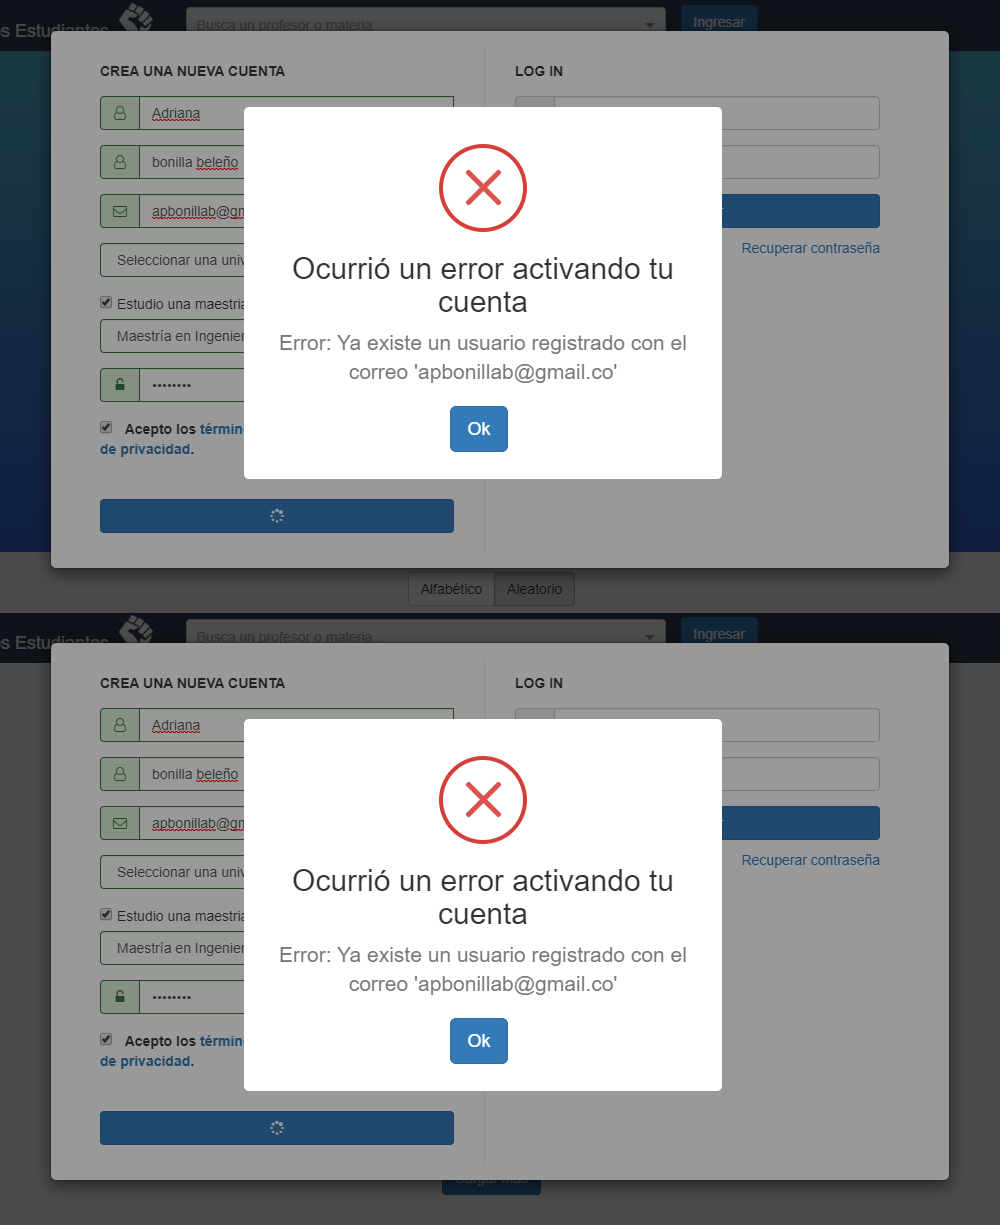 os Estudiantes
Busca un profesor o materia...
Ingresar
CREA UNA NUEVA CUENTA
LOG IN
Adriana
bonilla beleño
apbonillab@gm
Seleccionar una univ
Estudio una maestría
Maestría en Ingenier
••••••••
Acepto los términ
de privacidad.
Recuperar contraseña
Ocurrió un error activando tu
cuenta
Error: Ya existe un usuario registrado con el
correo 'apbonillab@gmail.co'
Ok
Alfabético
Aleatorio
os Estudiantes
Busca un profesor o materia...
Ingresar
CREA UNA NUEVA CUENTA
LOG IN
Adriana
bonilla beleño
apbonillab@gm
Seleccionar una univ
Estudio una maestría
Maestría en Ingenier
••••••••
Acepto los términ
de privacidad.
Recuperar contraseña
Ocurrió un error activando tu
cuenta
Error: Ya existe un usuario registrado con el
correo 'apbonillab@gmail.co'
Ok
Cargar más